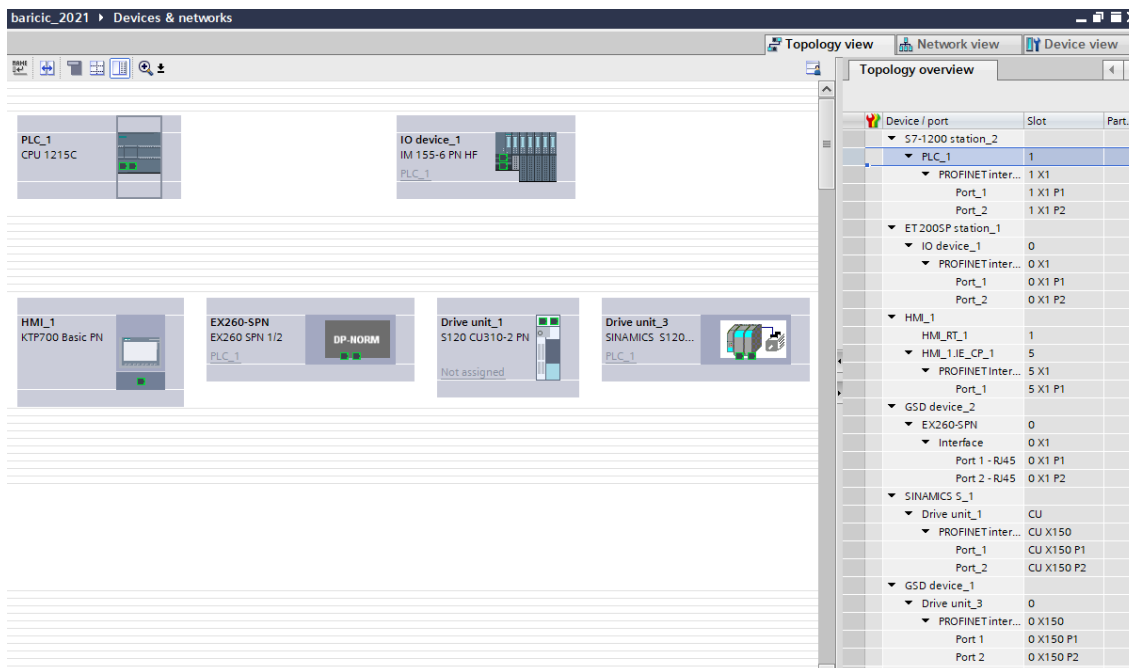 baricic_2021 ▸ Devices & networks
Topology view Network view Device view
Topology overview
Device / port Slot Part.
PLC_1
CPU 1215C
IO device_1
IM 155-6 PN HF
PLC_1
HMI_1
KTP700 Basic PN
EX260-SPN
EX260 SPN 1/2
PLC_1
DP-NORM
Drive unit_1
S120 CU310-2 PN
Not assigned
Drive unit_3
SINAMICS S120...
PLC_1
S7-1200 station_2
PLC_1 1
PROFINET inter... 1 X1
Port_1 1 X1 P1
Port_2 1 X1 P2
ET 200SP station_1
IO device_1 0
PROFINET inter... 0 X1
Port_1 0 X1 P1
Port_2 0 X1 P2
HMI_1
HMI_RT_1 1
HMI_1.IE_CP_1 5
PROFINET inter... 5 X1
Port_1 5 X1 P1
GSD device_2
EX260-SPN 0
Interface 0 X1
Port 1 - RJ45 0 X1 P1
Port 2 - RJ45 0 X1 P2
SINAMICS S_1
Drive unit_1 CU
PROFINET inter... CU X150
Port_1 CU X150 P1
Port_2 CU X150 P2
GSD device_1
Drive unit_3 0
PROFINET inter... 0 X150
Port 1 0 X150 P1
Port 2 0 X150 P2